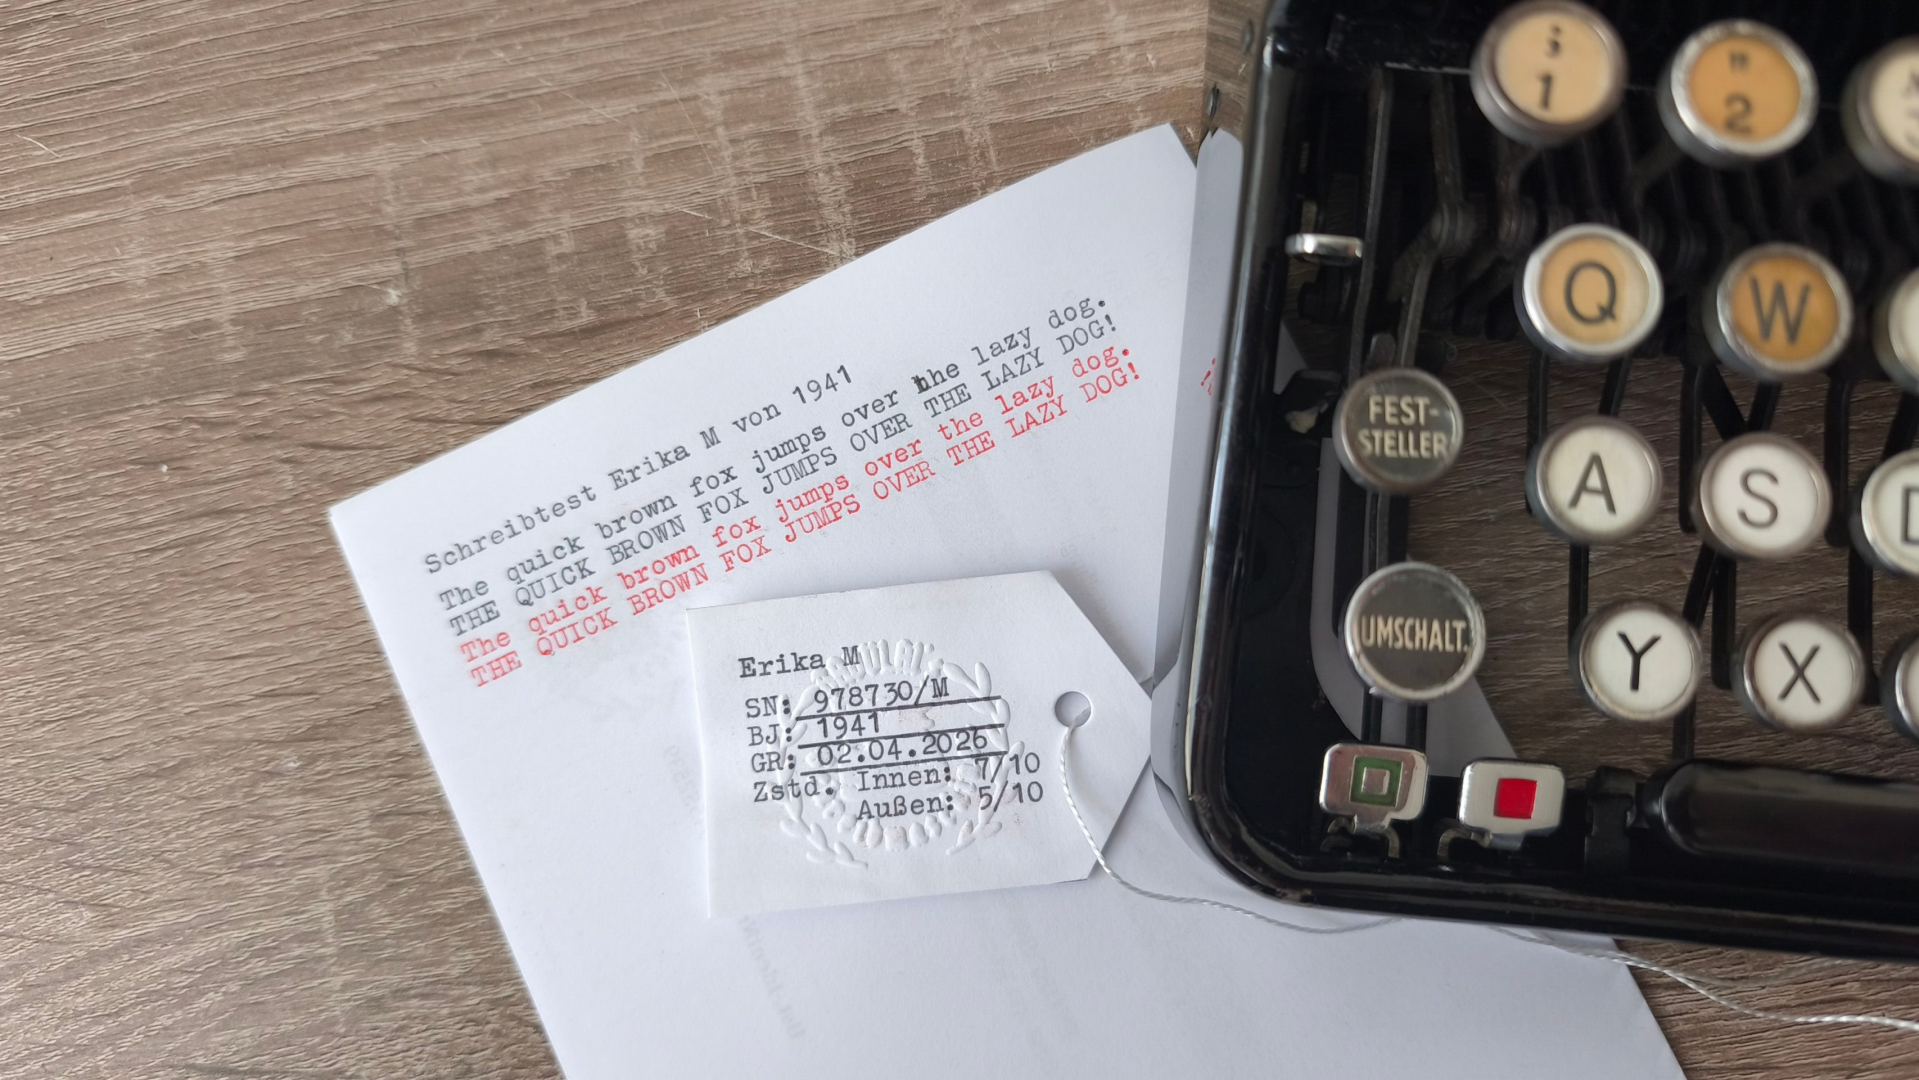 Schreibtest Erika M von 1941
The quick brown fox jumps over the lazy dog.
THE QUICK BROWN FOX JUMPS OVER THE LAZY DOG!
The quick brown fox jumps over the lazy dog.
THE QUICK BROWN FOX JUMPS OVER THE LAZY DOG!
Erika M
SN: 978730/M
BJ: 1941
GR: 02.04.2026
Zstd. Innen: 7/10
Außen: 5/10
1
" 2
Q W
FEST-
STELLER
A S D
UMSCHALT.
Y X